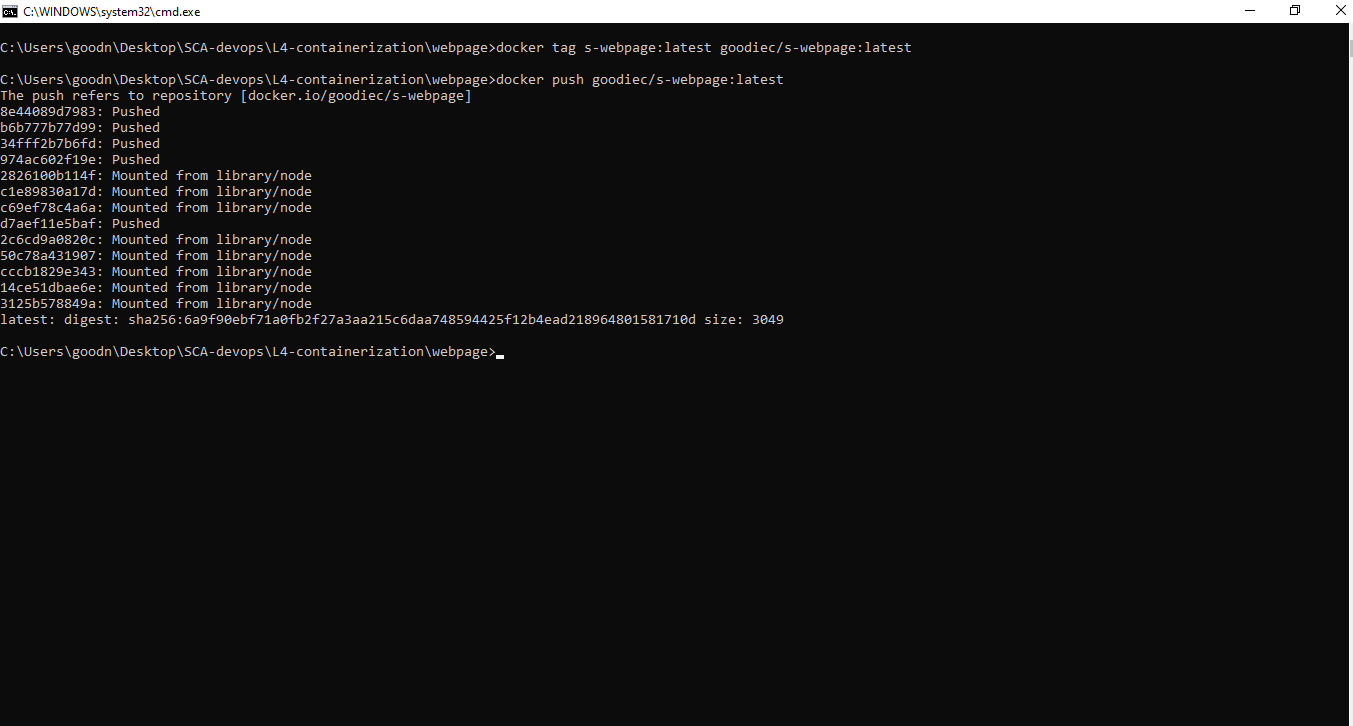 C:\WINDOWS\system32\cmd.exe
C:\Users\goodn\Desktop\SCA-devops\L4-containerization\webpage>docker tag s-webpage:latest goodiec/s-webpage:latest
C:\Users\goodn\Desktop\SCA-devops\L4-containerization\webpage>docker push goodiec/s-webpage:latest
The push refers to repository [docker.io/goodiec/s-webpage]
8e44089d7983: Pushed
b6b777b77d99: Pushed
34fff2b7b6fd: Pushed
974ac602f19e: Pushed
2826100b114f: Mounted from library/node
c1e89830a17d: Mounted from library/node
c69ef78c4a6a: Mounted from library/node
d7aef11e5baf: Pushed
2c6cd9a0820c: Mounted from library/node
50c78a431907: Mounted from library/node
cccb1829e343: Mounted from library/node
14ce51dbae6e: Mounted from library/node
3125b578849a: Mounted from library/node
latest: digest: sha256:6a9f90ebf71a0fb2f27a3aa215c6daa748594425f12b4ead218964801581710d size: 3049
C:\Users\goodn\Desktop\SCA-devops\L4-containerization\webpage>